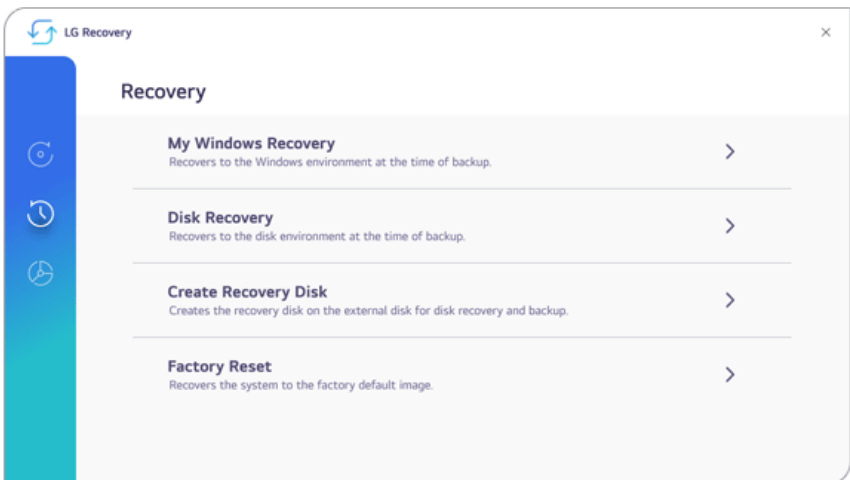 LG Recovery
Recovery
My Windows Recovery
Recovers to the Windows environment at the time of backup.
Disk Recovery
Recovers to the disk environment at the time of backup.
Create Recovery Disk
Creates the recovery disk on the external disk for disk recovery and backup.
Factory Reset
Recovers the system to the factory default image.